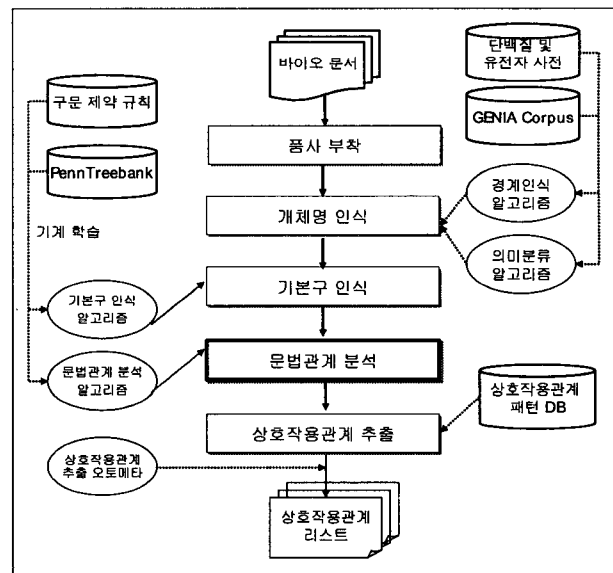 바이오 문서
단백질 및
유전자 사전
구문 제약 규칙
GENIA Corpus
품사 부착
PennTreebank
경계인식
알고리즘
개체명 인식
기계 학습
의미분류
알고리즘
기본구 인식
기본구 인식
알고리즘
문법관계 분석
문법관계 분석
알고리즘
상호작용관계
패턴 DB
상호작용관계 추출
상호작용관계
추출 오토메타
상호작용관계
리스트